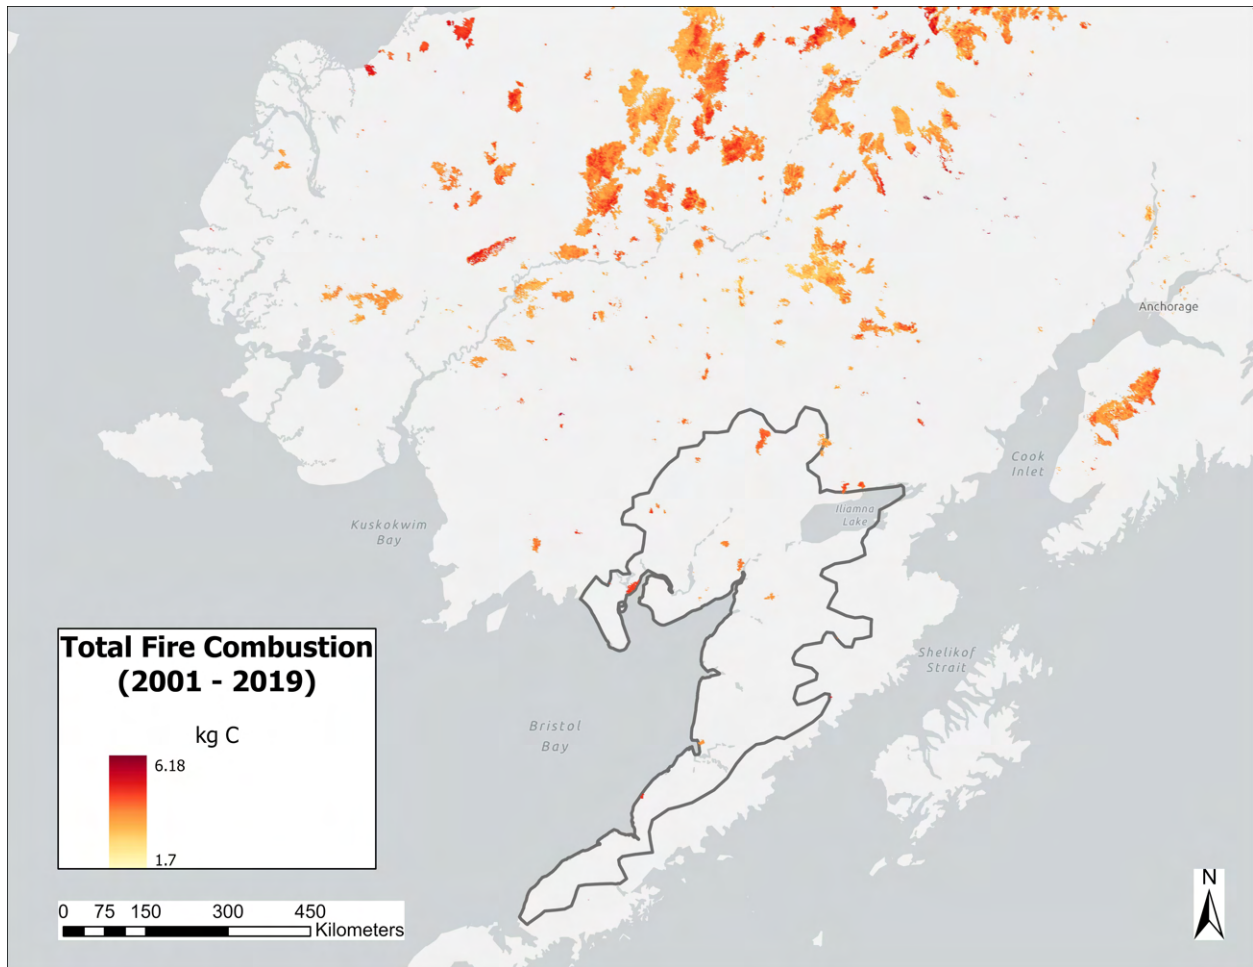 Anchorage
Cook
Inlet
Iliamna
Lake
Kuskokwim
Bay
Shelikof
Strait
Bristol
Bay
Total Fire Combustion
(2001 - 2019)
kg C
6.18
1.7
0 75 150 300 450
Kilometers
N